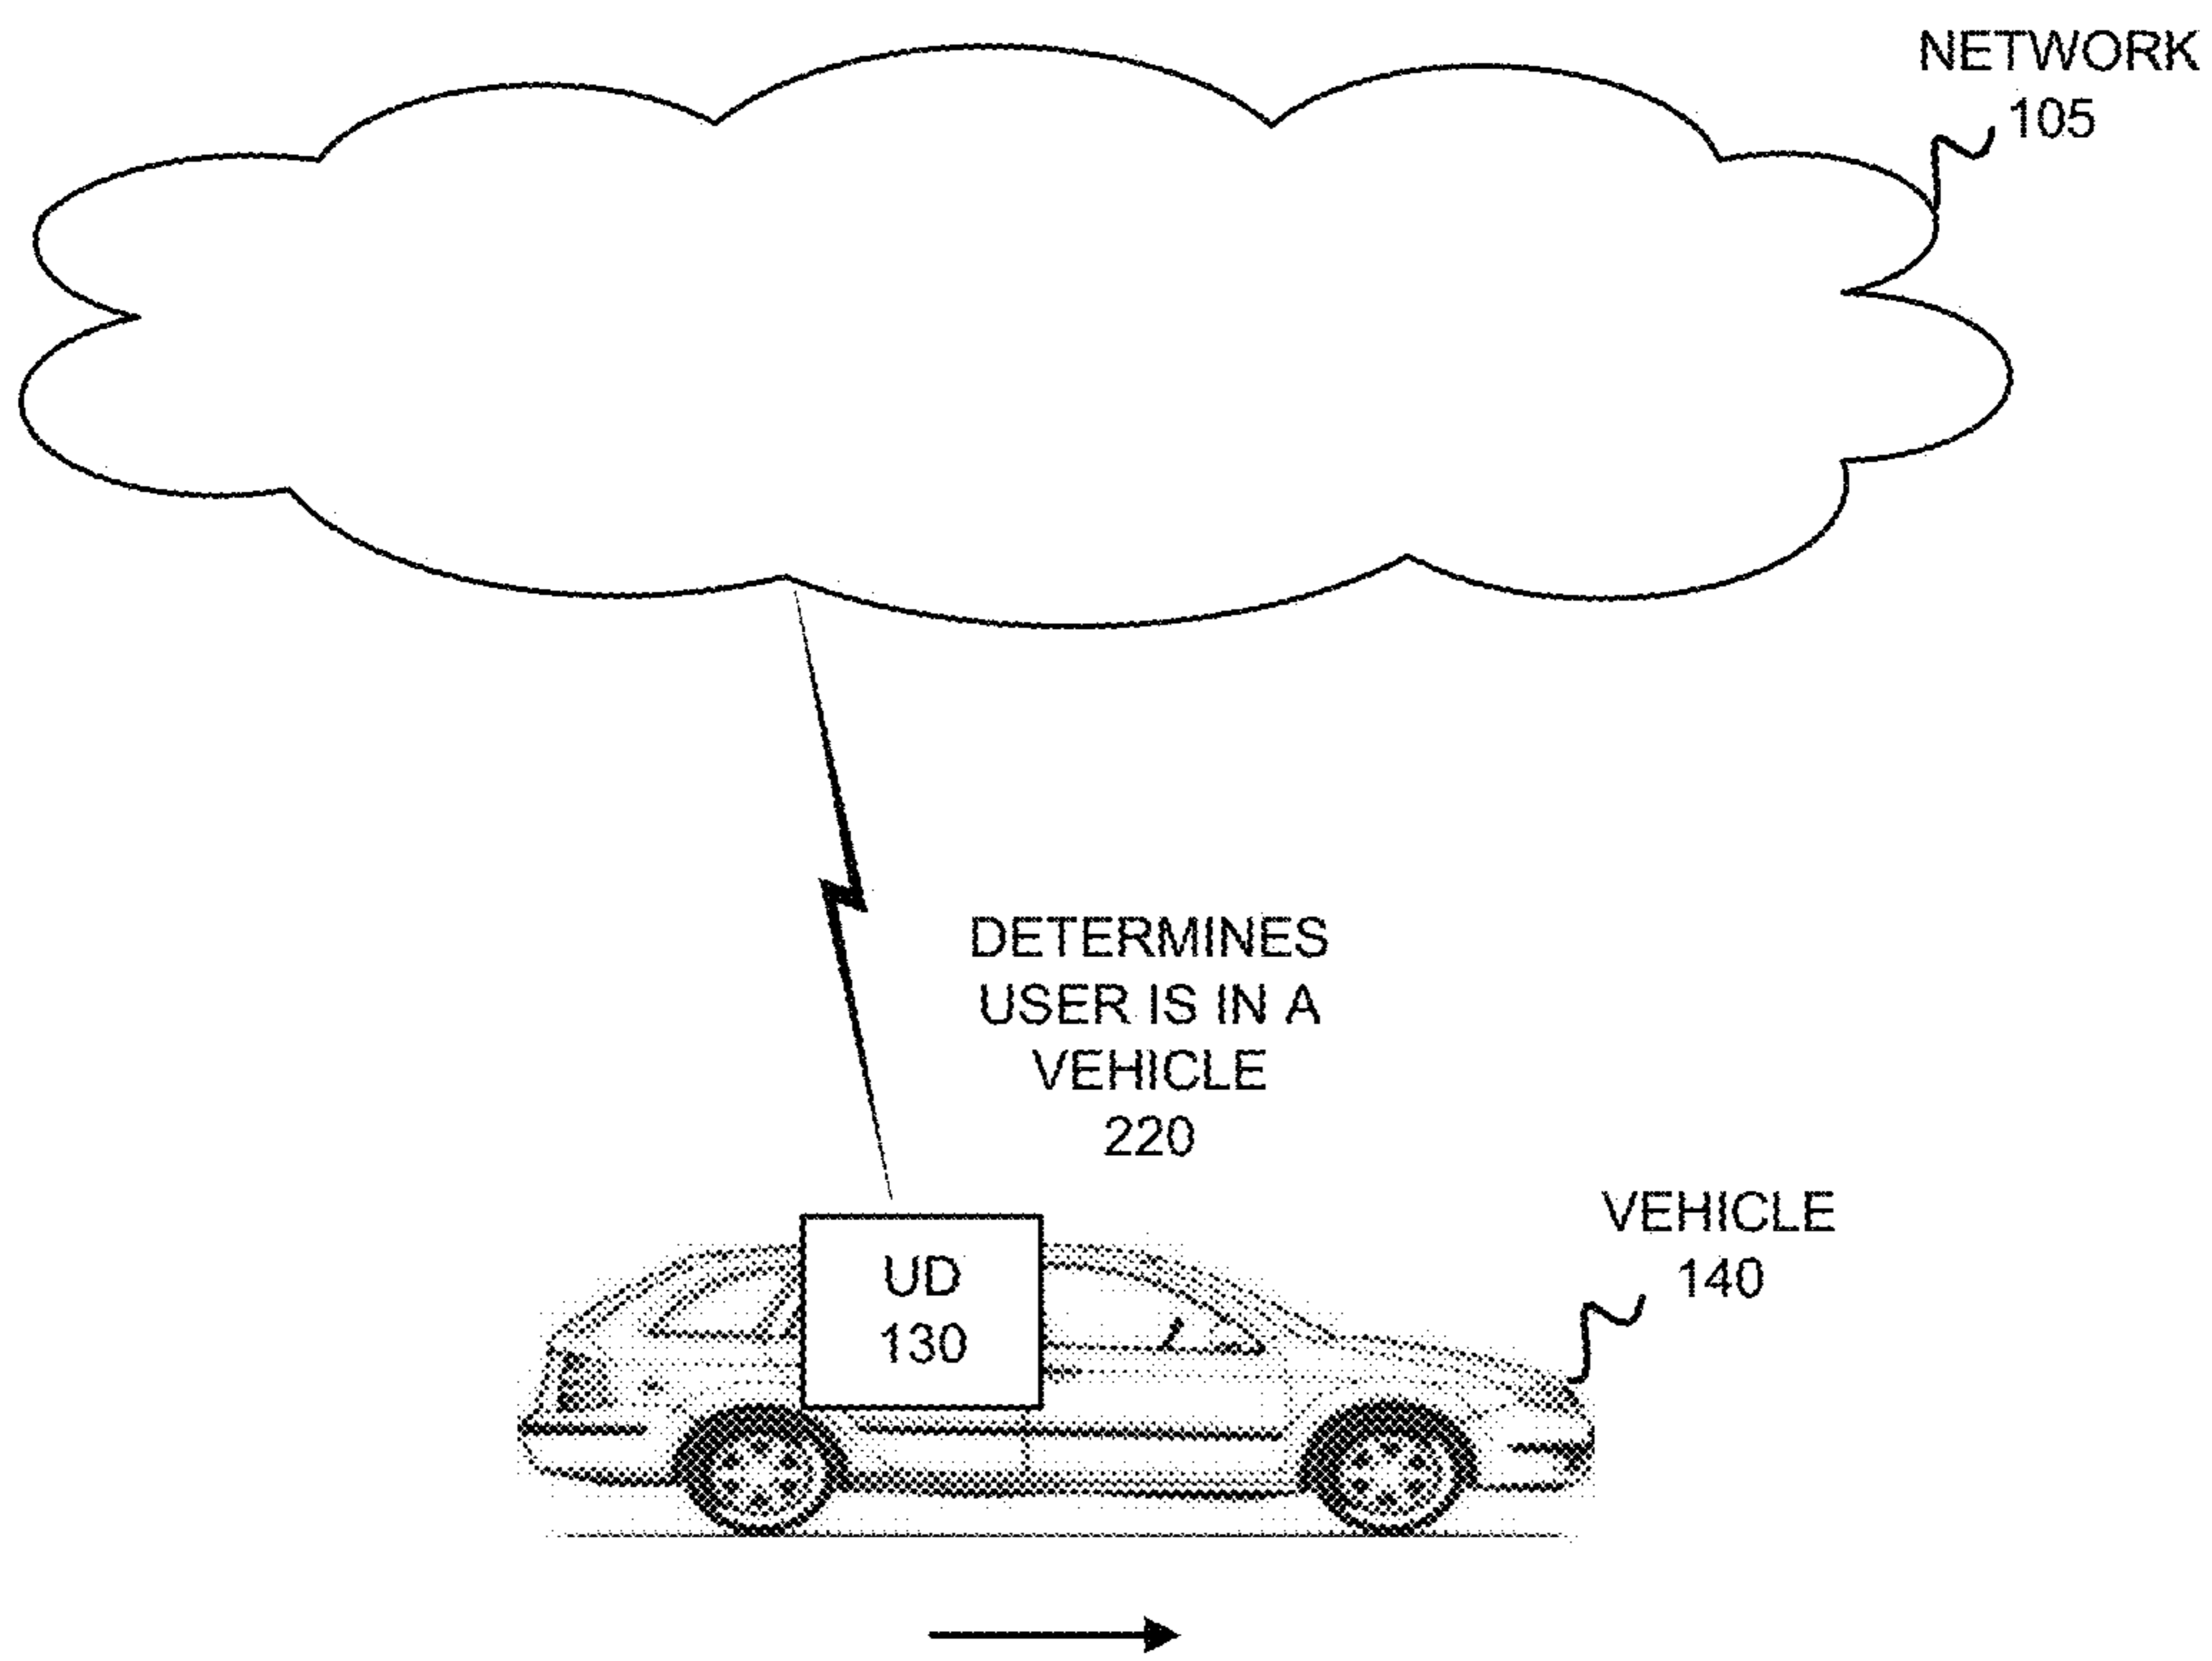 NETWORK
105
DETERMINES
USER IS IN A
VEHICLE
220
VEHICLE
140
UD
130